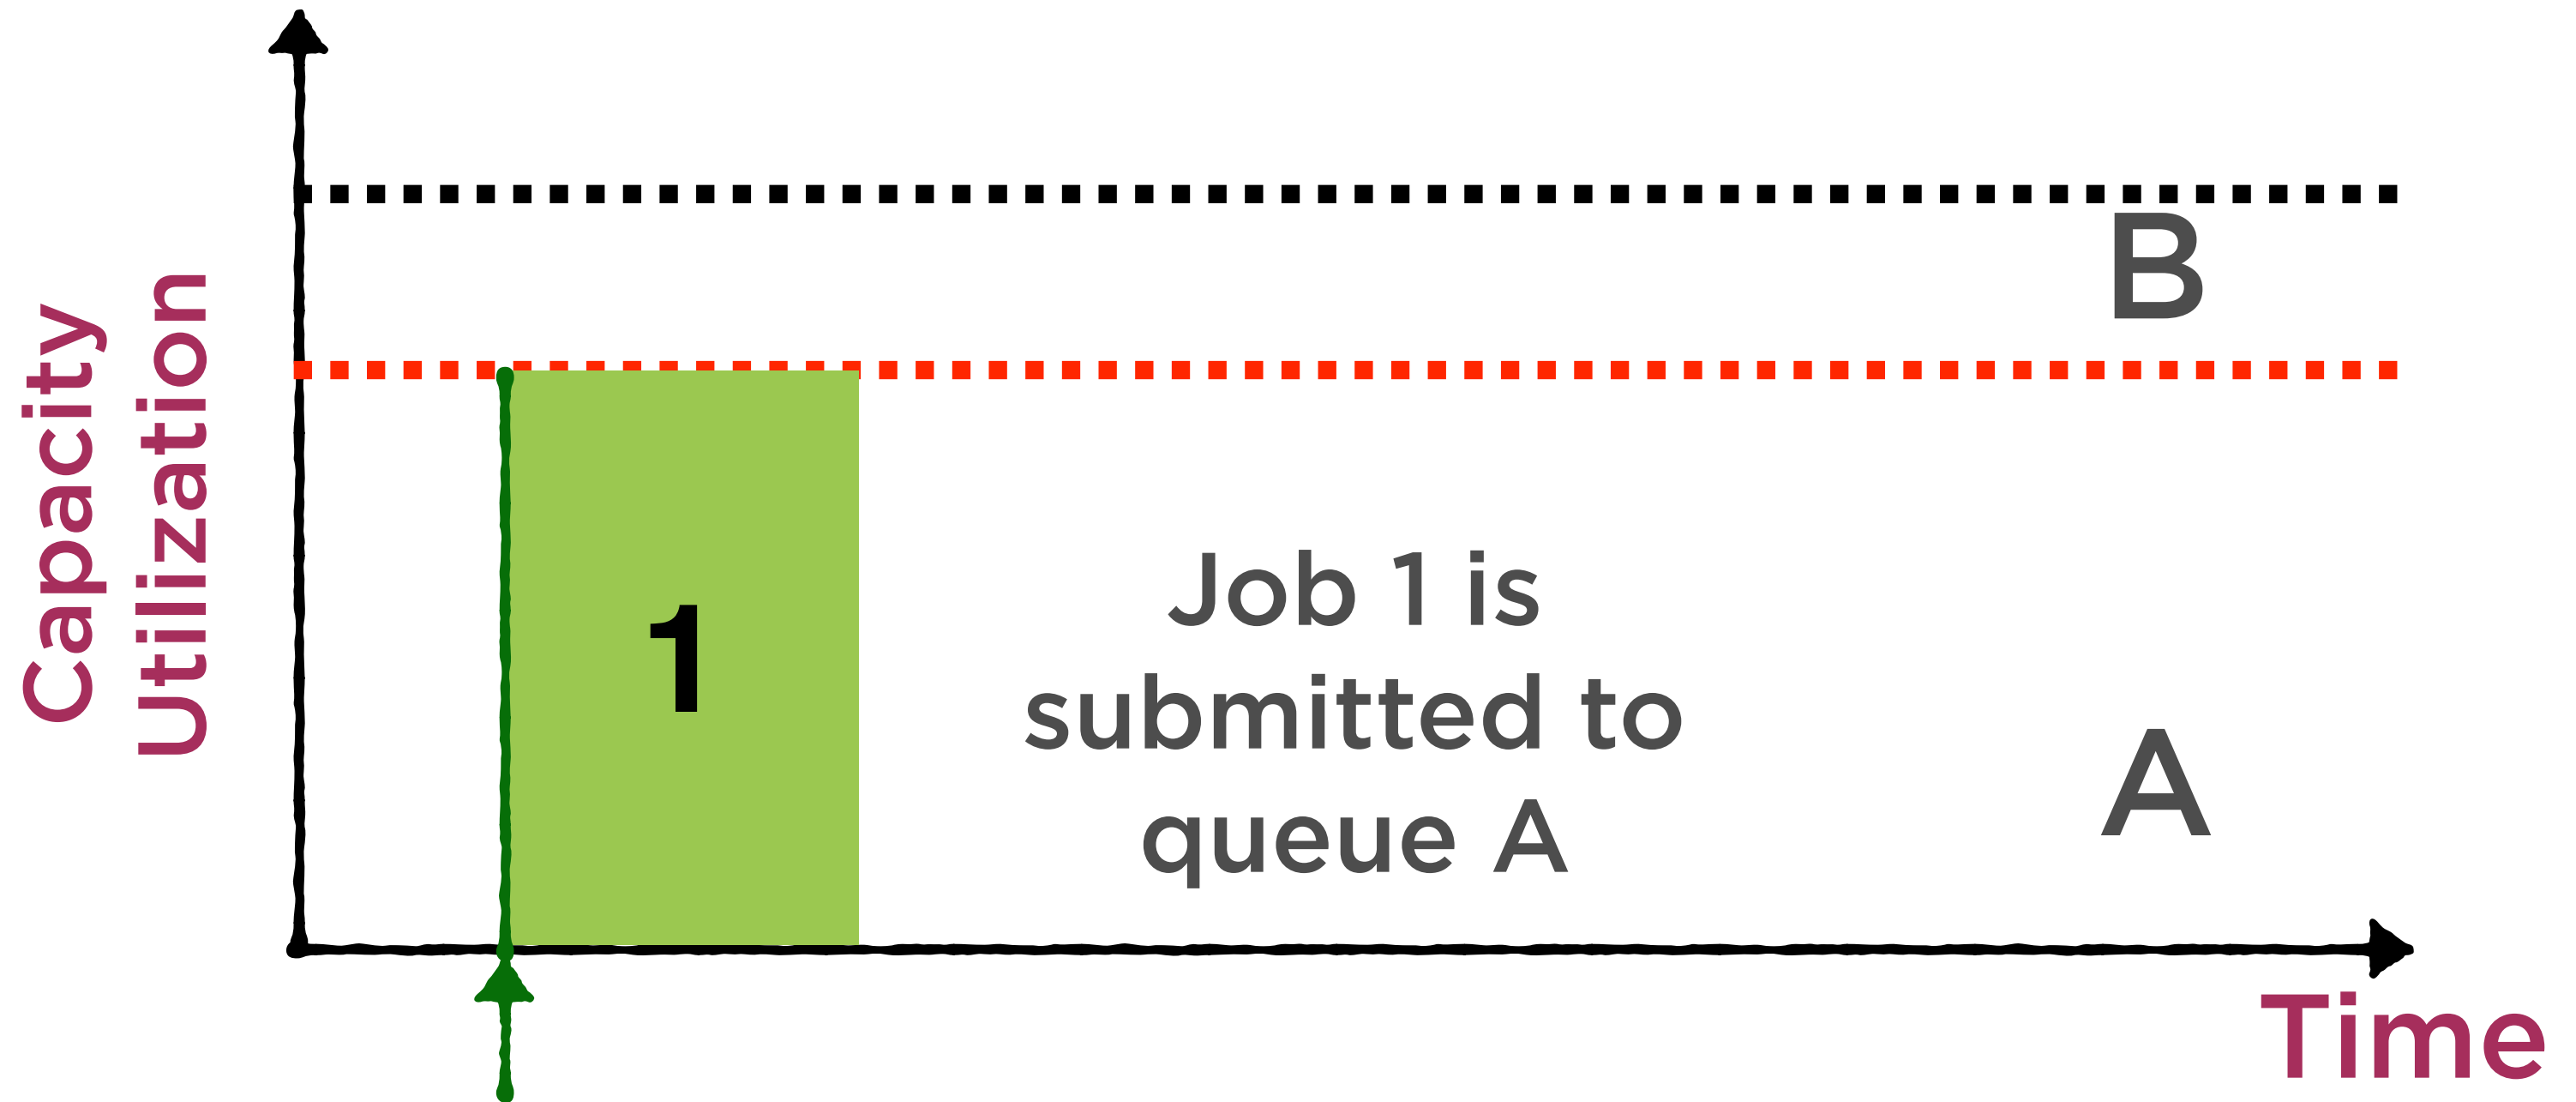 Capacity
Utilization
B
1
Job 1 is
submitted to
queue A
A
Time